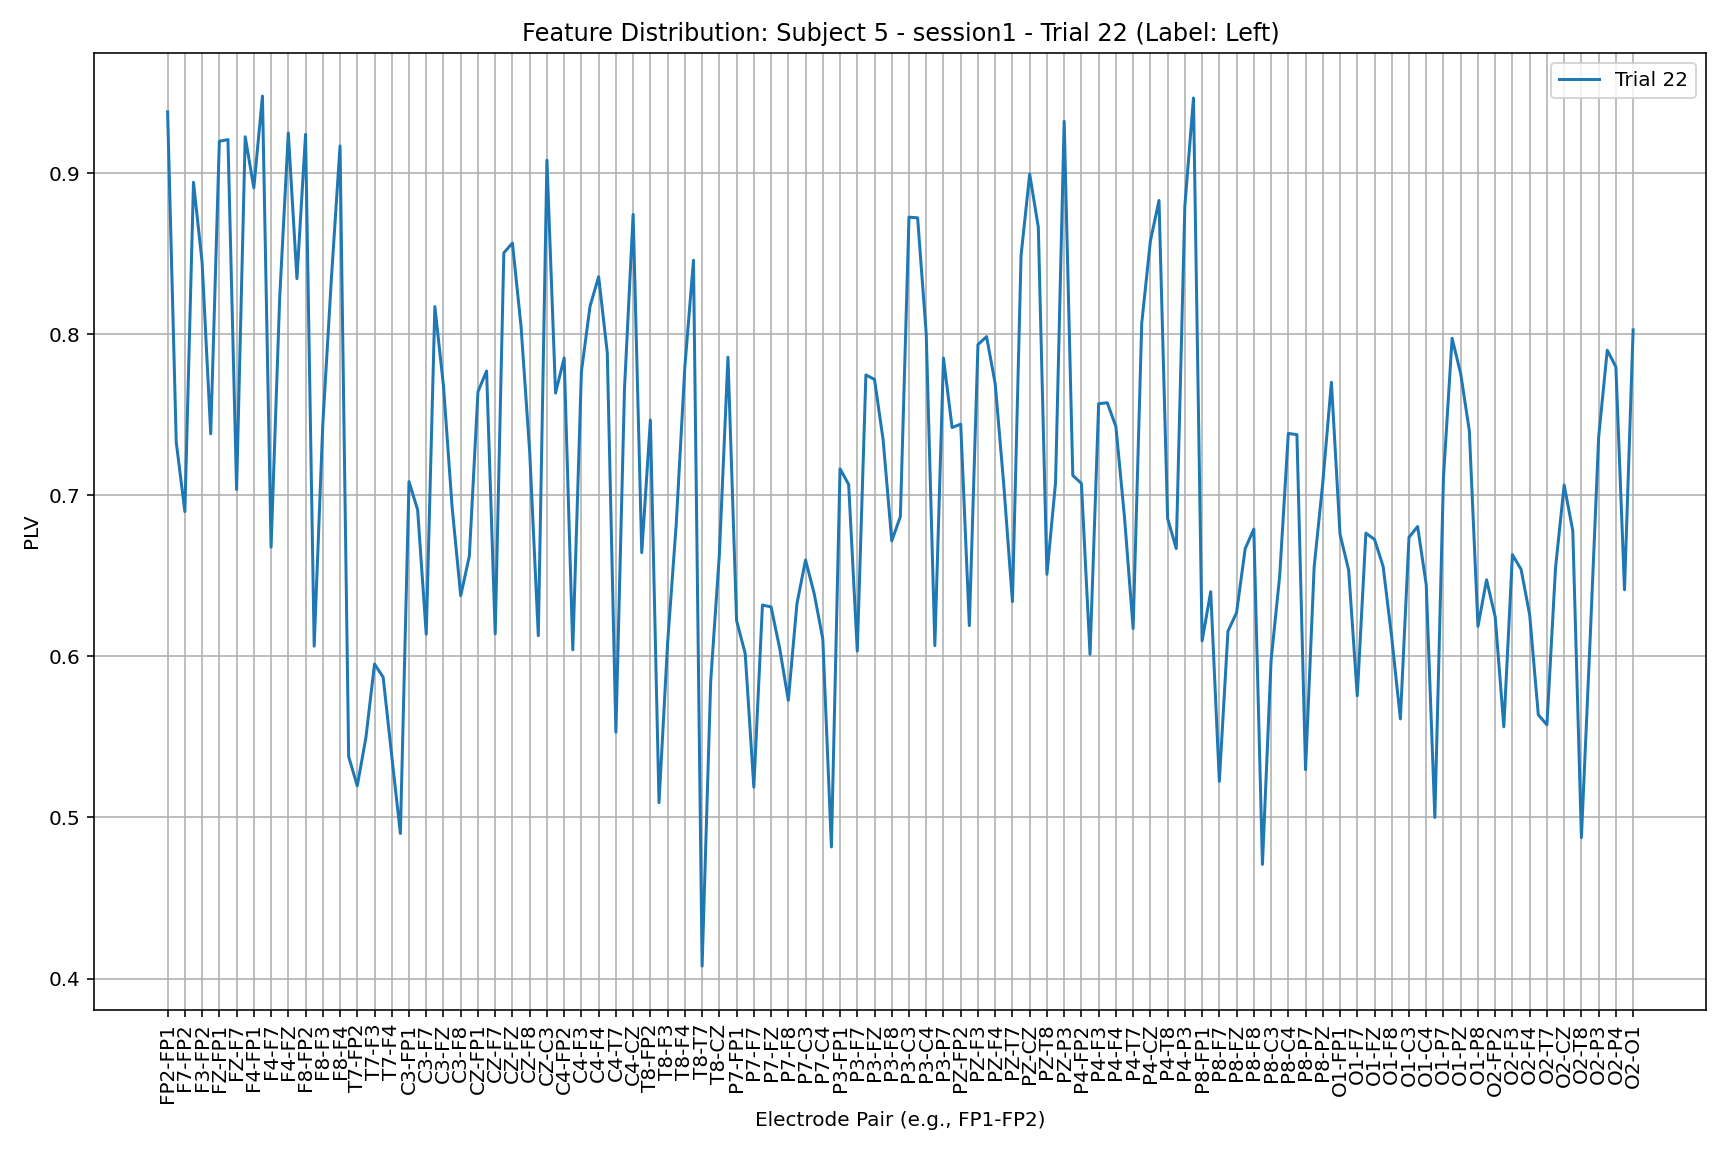 Feature Distribution: Subject 5 - session1 - Trial 22 (Label: Left)
Trial 22
PLV
0.9
0.8
0.7
0.6
0.5
0.4
FP2-FP1
F7-FP2
F3-FP2
FZ-FP1
FZ-F7
F4-FP1
F4-F7
F4-FZ
F8-FP2
F8-F3
F8-F4
T7-FP2
T7-F3
T7-F4
C3-FP1
C3-F7
C3-FZ
C3-F8
CZ-FP1
CZ-F7
CZ-FZ
CZ-F8
CZ-C3
C4-FP2
C4-F3
C4-F4
C4-T7
C4-CZ
T8-FP2
T8-F3
T8-F4
T8-T7
T8-CZ
P7-FP1
P7-F7
P7-FZ
P7-F8
P7-C3
P7-C4
P3-FP1
P3-F7
P3-FZ
P3-F8
P3-C3
P3-C4
P3-P7
PZ-FP2
PZ-F3
PZ-F4
PZ-T7
PZ-CZ
PZ-T8
PZ-P3
P4-FP2
P4-F3
P4-F4
P4-T7
P4-CZ
P4-T8
P4-P3
P8-FP1
P8-F7
P8-FZ
P8-F8
P8-C3
P8-C4
P8-P7
P8-PZ
O1-FP1
O1-F7
O1-FZ
O1-F8
O1-C3
O1-C4
O1-P7
O1-PZ
O1-P8
O2-FP2
O2-F3
O2-F4
O2-T7
O2-CZ
O2-T8
O2-P3
O2-P4
O2-O1
Electrode Pair (e.g., FP1-FP2)